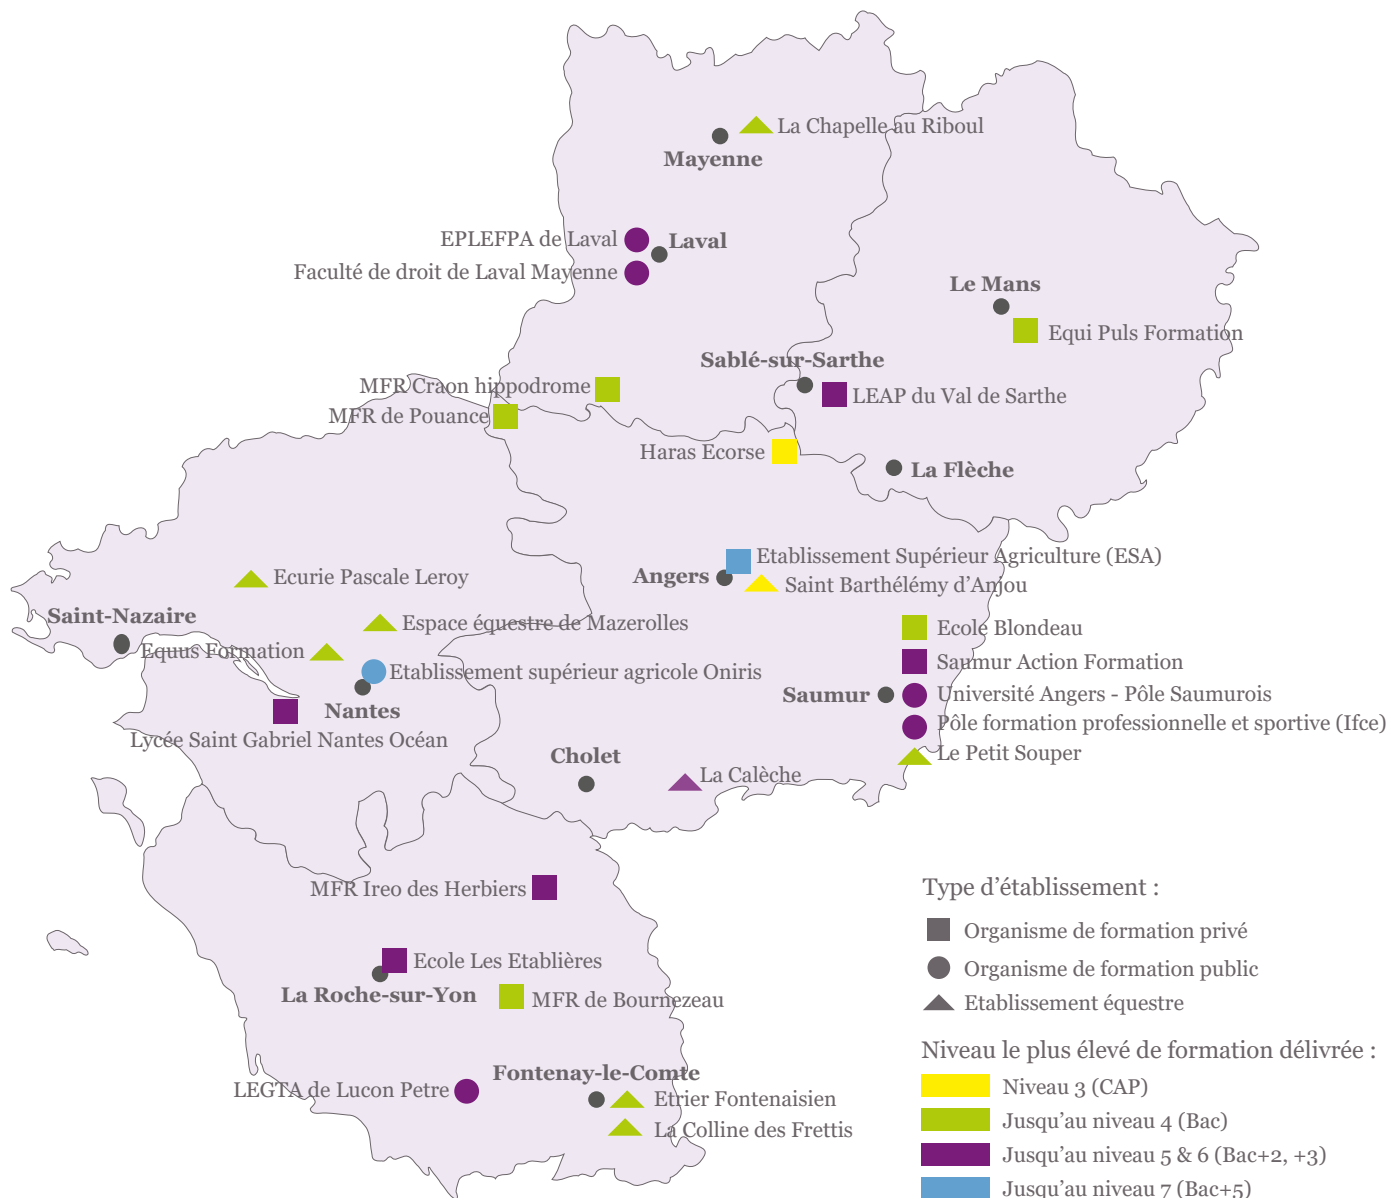 La Chapelle au Riboul
Mayenne
EPLEFPA de Laval
Laval
Faculté de droit de Laval Mayenne
Le Mans
Equi Puls Formation
Sablé-sur-Sarthe
MFR Craon hippodrome
LEAP du Val de Sarthe
MFR de Pouance
Haras Ecorse
La Flèche
Etablissement Supérieur Agriculture (ESA)
Angers
Saint Barthélémy d'Anjou
Ecurie Pascale Leroy
Saint-Nazaire
Espace équestre de Mazerolles
Ecole Blondeau
Equus Formation
Saumur Action Formation
Etablissement supérieur agricole Oniris
Saumur
Université Angers - Pôle Saumurois
Nantes
Pôle formation professionnelle et sportive (Ifce)
Lycée Saint Gabriel Nantes Océan
Le Petit Souper
Cholet
La Calèche
MFR Ireo des Herbiers
Ecole Les Etablières
La Roche-sur-Yon
MFR de Bournezeau
Fontenay-le-Comte
LEGTA de Lucon Petre
Etrier Fontenaisien
La Colline des Frettis
Type d'établissement :
Organisme de formation privé
Organisme de formation public
Etablissement équestre
Niveau le plus élevé de formation délivrée :
Niveau 3 (CAP)
Jusqu'au niveau 4 (Bac)
Jusqu'au niveau 5 & 6 (Bac+2, +3)
Jusqu'au niveau 7 (Bac+5)